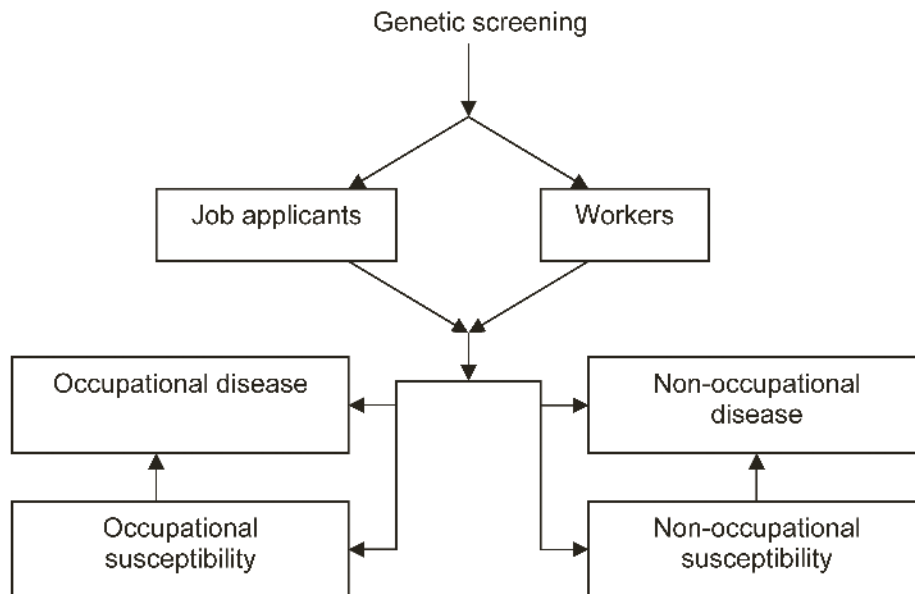 Genetic screening
Job applicants
Workers
Occupational disease
Non-occupational
disease
Occupational
susceptibility
Non-occupational
susceptibility